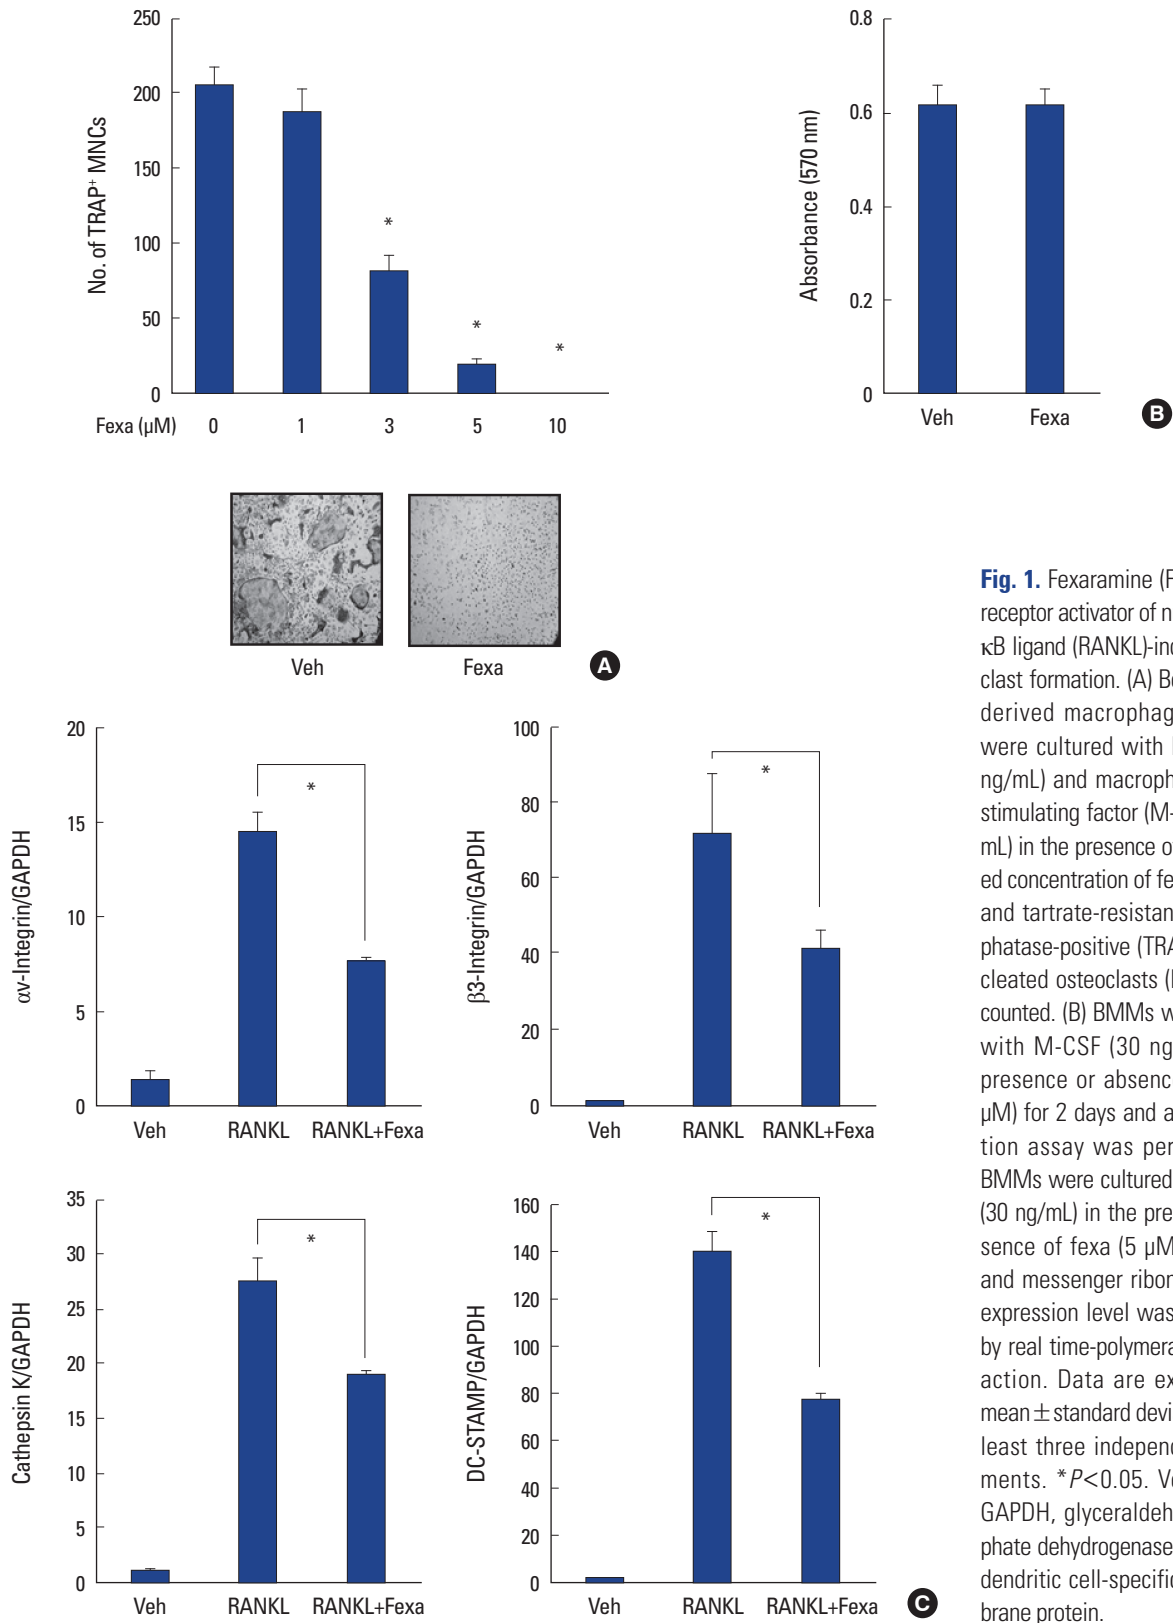 250
200
150
100
50
0
No. of TRAP+ MNCs
*
*
*
Fexa (μM) 0 1 3 5 10
0.8
0.6
0.4
0.2
0
Absorbance (570 nm)
Veh Fexa
B
Veh Fexa
A
20
15
10
5
0
αv-Integrin/GAPDH
*
Veh RANKL RANKL+Fexa
100
80
60
40
20
0
β3-Integrin/GAPDH
*
Veh RANKL RANKL+Fexa
35
30
25
20
15
10
5
0
Cathepsin K/GAPDH
*
Veh RANKL RANKL+Fexa
160
140
120
100
80
60
40
20
0
DC-STAMP/GAPDH
*
Veh RANKL RANKL+Fexa
C
Fig. 1. Fexaramine (F
receptor activator of n
κB ligand (RANKL)-ind
clast formation. (A) Bo
derived macrophag
were cultured with
ng/mL) and macroph
stimulating factor (M-
mL) in the presence o
ed concentration of fe
and tartrate-resistan
phatase-positive (TRA
cleated osteoclasts (
counted. (B) BMMs w
with M-CSF (30 ng
presence or absenc
μM) for 2 days and a
tion assay was per
BMMs were cultured
(30 ng/mL) in the pre
sence of fexa (5 μM
and messenger ribon
expression level was
by real time-polymera
action. Data are ex
mean±standard devi
least three indepen
ments. *P<0.05. Ve
GAPDH, glyceraldeh
phate dehydrogenase
dendritic cell-specific
brane protein.